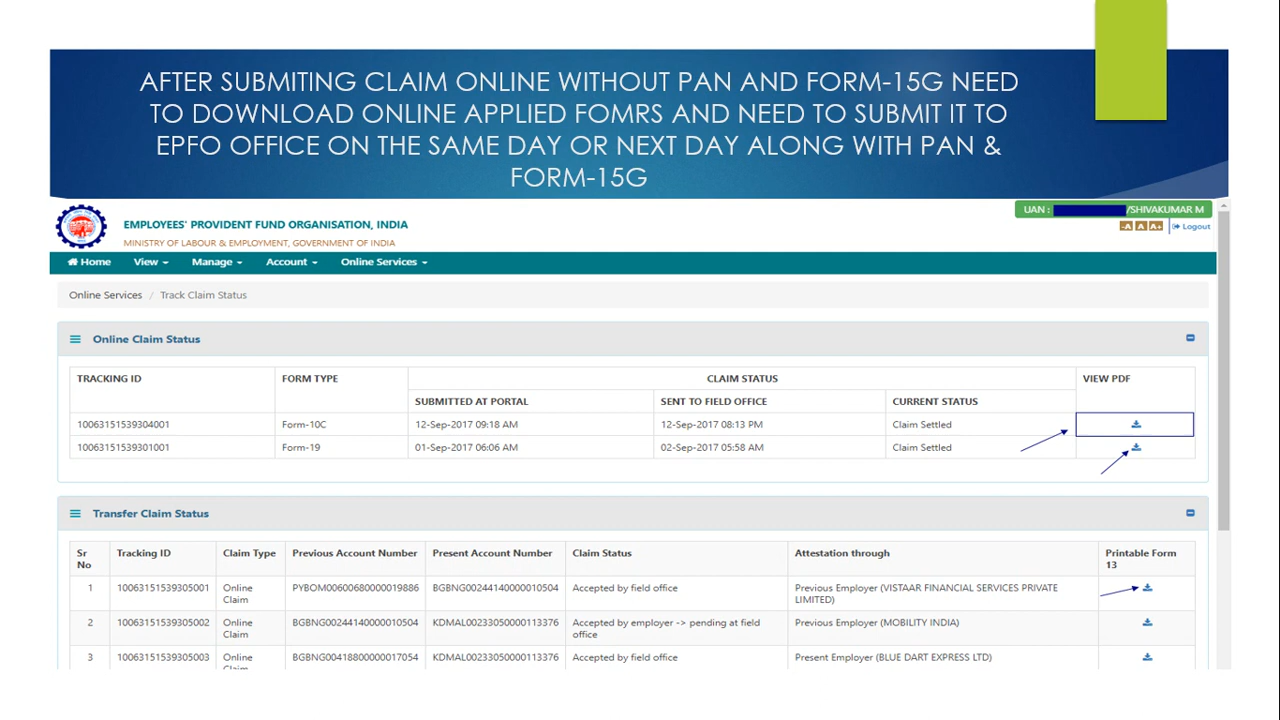 AFTER SUBMITING CLAIM ONLINE WITHOUT PAN AND FORM-15G NEED
TO DOWNLOAD ONLINE APPLIED FOMRS AND NEED TO SUBMIT IT TO
EPFO OFFICE ON THE SAME DAY OR NEXT DAY ALONG WITH PAN &
FORM-15G
UAN : /SHIVAKUMAR M
EMPLOYEES' PROVIDENT FUND ORGANISATION, INDIA
MINISTRY OF LABOUR & EMPLOYMENT, GOVERNMENT OF INDIA
-A A A+ Logout
Home View Manage Account Online Services
Online Services / Track Claim Status
Online Claim Status
TRACKING ID FORM TYPE CLAIM STATUS VIEW PDF
SUBMITTED AT PORTAL SENT TO FIELD OFFICE CURRENT STATUS
10063151539304001 Form-10C 12-Sep-2017 09:18 AM 12-Sep-2017 08:13 PM Claim Settled
10063151539301001 Form-19 01-Sep-2017 06:06 AM 02-Sep-2017 05:58 AM Claim Settled
Transfer Claim Status
Sr Tracking ID Claim Type Previous Account Number Present Account Number Claim Status Attestation through Printable Form
No 13
1 10063151539305001 Online PYBOM00600680000019886 BGBNG00244140000010504 Accepted by field office Previous Employer (VISTAAR FINANCIAL SERVICES PRIVATE
Claim LIMITED)
2 10063151539305002 Online BGBNG00244140000010504 KDMAL00233050000113376 Accepted by employer -> pending at field Previous Employer (MOBILITY INDIA)
Claim office
3 10063151539305003 Online BGBNG00418800000017054 KDMAL00233050000113376 Accepted by field office Present Employer (BLUE DART EXPRESS LTD)
Claim